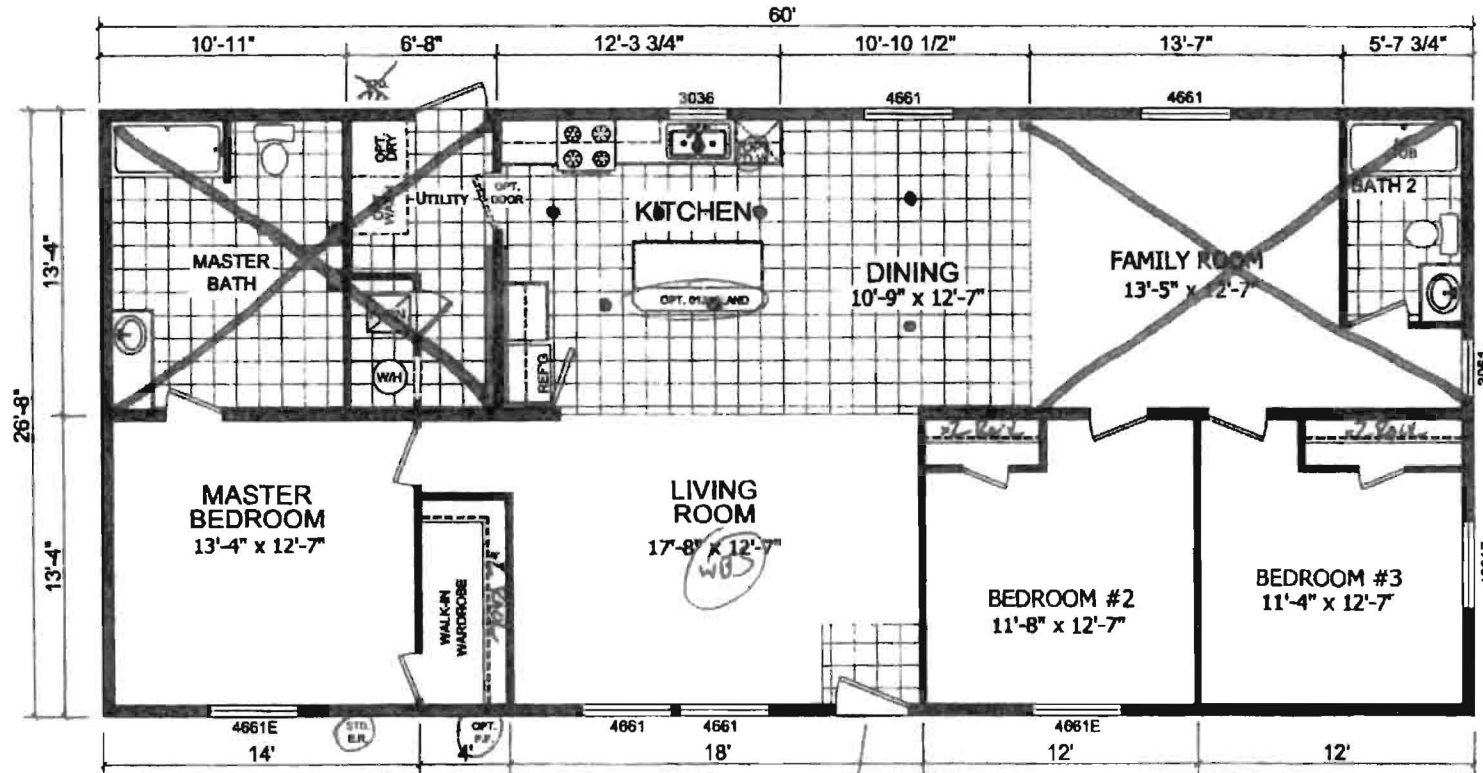 60'
10'-11"
6'-8"
12'-3 3/4"
10'-10 1/2"
13'-7"
5'-7 3/4"
3036
4661
4661
OPT.
DRY
UTILITY
OPT.
DOOR
KITCHEN
MASTER
BATH
DINING
10'-9" x 12'-7"
FAMILY ROOM
13'-5" x 12'-7"
BATH 2
W/H
REF'G
13'-4"
26'-8"
13'-4"
MASTER
BEDROOM
13'-4" x 12'-7"
WALK-IN
WARDROBE
LIVING
ROOM
17'-8" x 12'-7"
BEDROOM #2
11'-8" x 12'-7"
BEDROOM #3
11'-4" x 12'-7"
4661E
STD.
E.R.
OPT.
4661
4661
4661E
14'
4'
18'
12'
12'